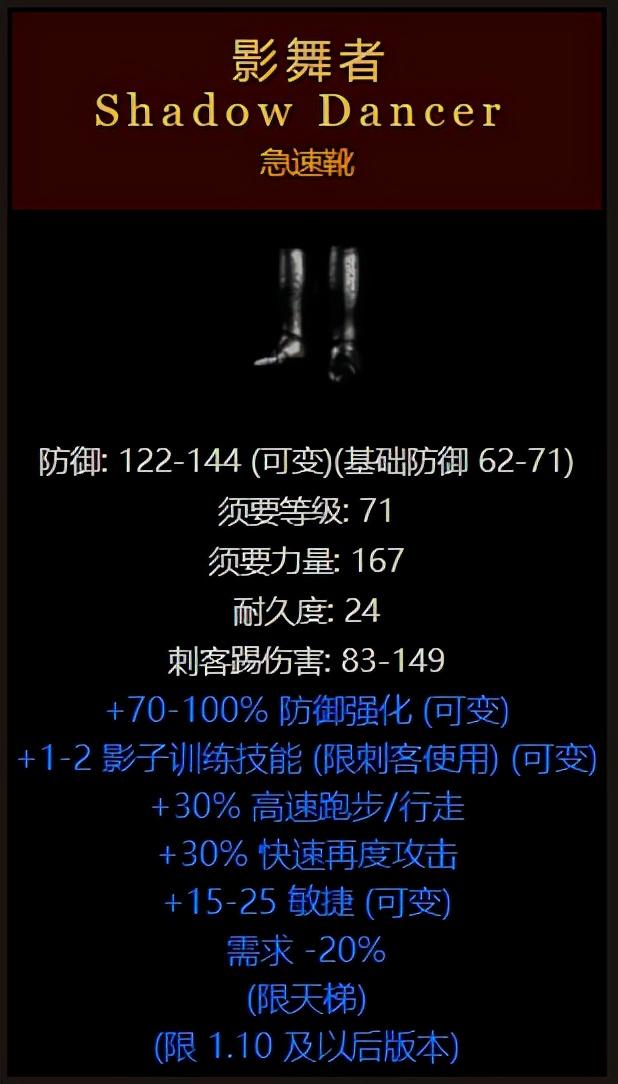 影舞者
Shadow Dancer
急速靴
防御: 122-144 (可变)(基础防御 62-71)
须要等级: 71
须要力量: 167
耐久度: 24
刺客踢伤害: 83-149
+70-100% 防御强化 (可变)
+1-2 影子训练技能 (限刺客使用) (可变)
+30% 高速跑步/行走
+30% 快速再度攻击
+15-25 敏捷 (可变)
需求 -20%
(限天梯)
(限 1.10 及以后版本)